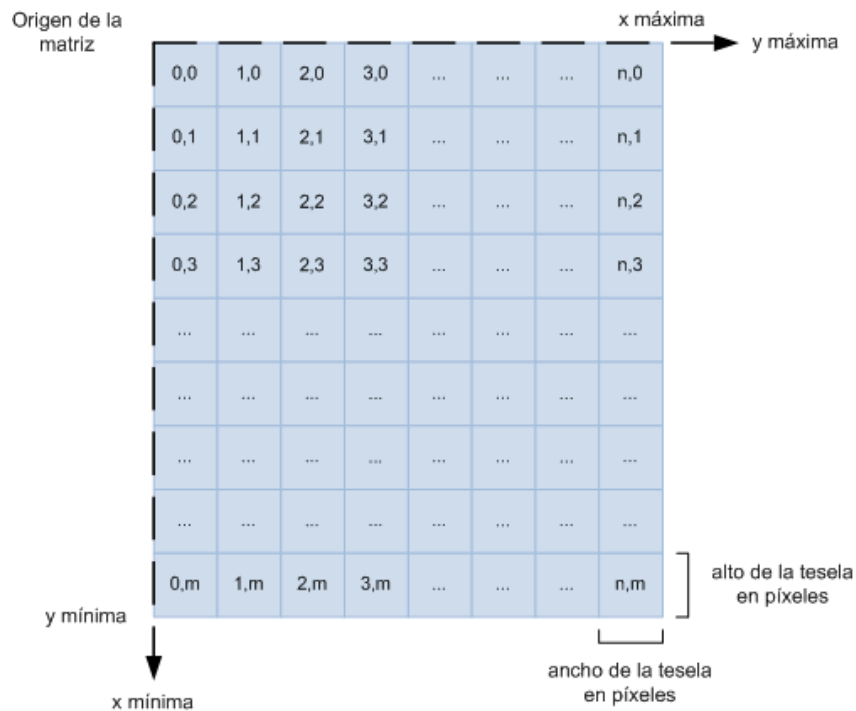 Origen de la
matriz
x máxima
y máxima
0,0 1,0 2,0 3,0 ... ... ... n,0
0,1 1,1 2,1 3,1 ... ... ... n,1
0,2 1,2 2,2 3,2 ... ... ... n,2
0,3 1,3 2,3 3,3 ... ... ... n,3
... ... ... ... ... ... ... ...
... ... ... ... ... ... ... ...
... ... ... ... ... ... ... ...
... ... ... ... ... ... ... ...
0,m 1,m 2,m 3,m ... ... ... n,m
alto de la tesela
en píxeles
y mínima
x mínima
ancho de la tesela
en píxeles